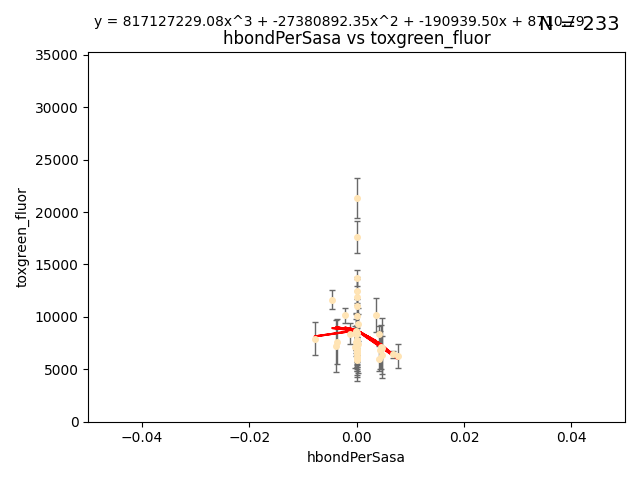 y = 817127229.08x^3 + -27380892.35x^2 + -190939.50x + 8740.79
N = 233
hbondPerSasa vs toxgreen_fluor
35000
30000
25000
20000
15000
10000
5000
0
toxgreen_fluor
−0.04
−0.02
0.00
0.02
0.04
hbondPerSasa